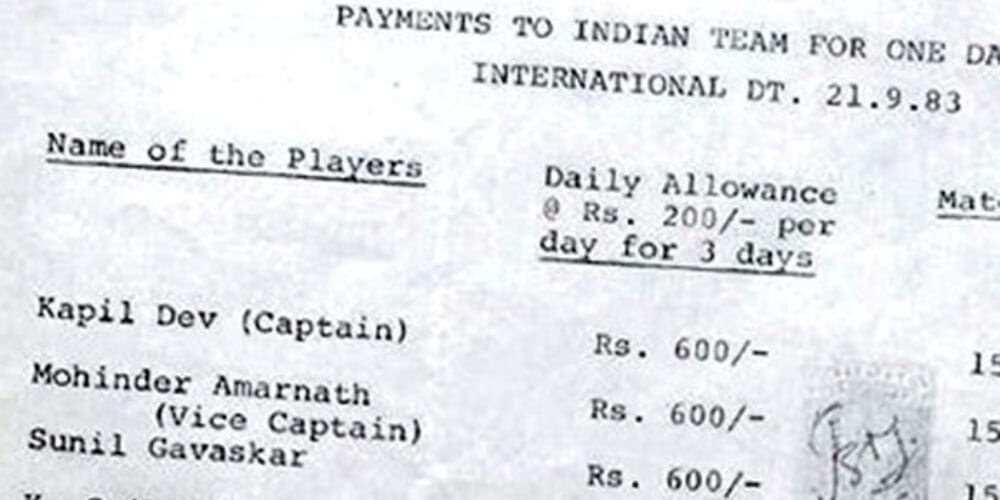 PAYMENTS TO INDIAN TEAM FOR ONE DA
INTERNATIONAL DT. 21.9.83
Name of the Players
Daily Allowance
@ Rs. 200/- per
day for 3 days
Mat
Kapil Dev (Captain)
Rs. 600/-
15
Mohinder Amarnath
(Vice Captain)
Rs. 600/-
15
Sunil Gavaskar
Rs. 600/-
15